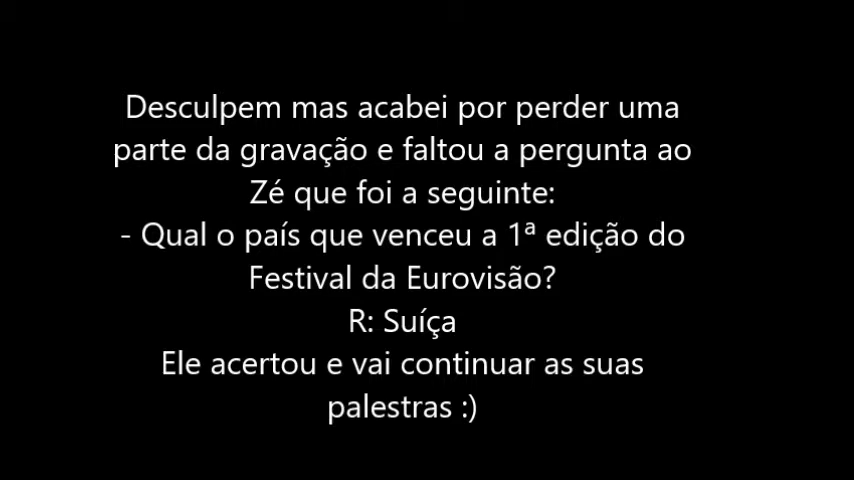 Desculpem mas acabei por perder uma
parte da gravação e faltou a pergunta ao
Zé que foi a seguinte:
- Qual o país que venceu a 1ª edição do
Festival da Eurovisão?
R: Suíça
Ele acertou e vai continuar as suas
palestras :)